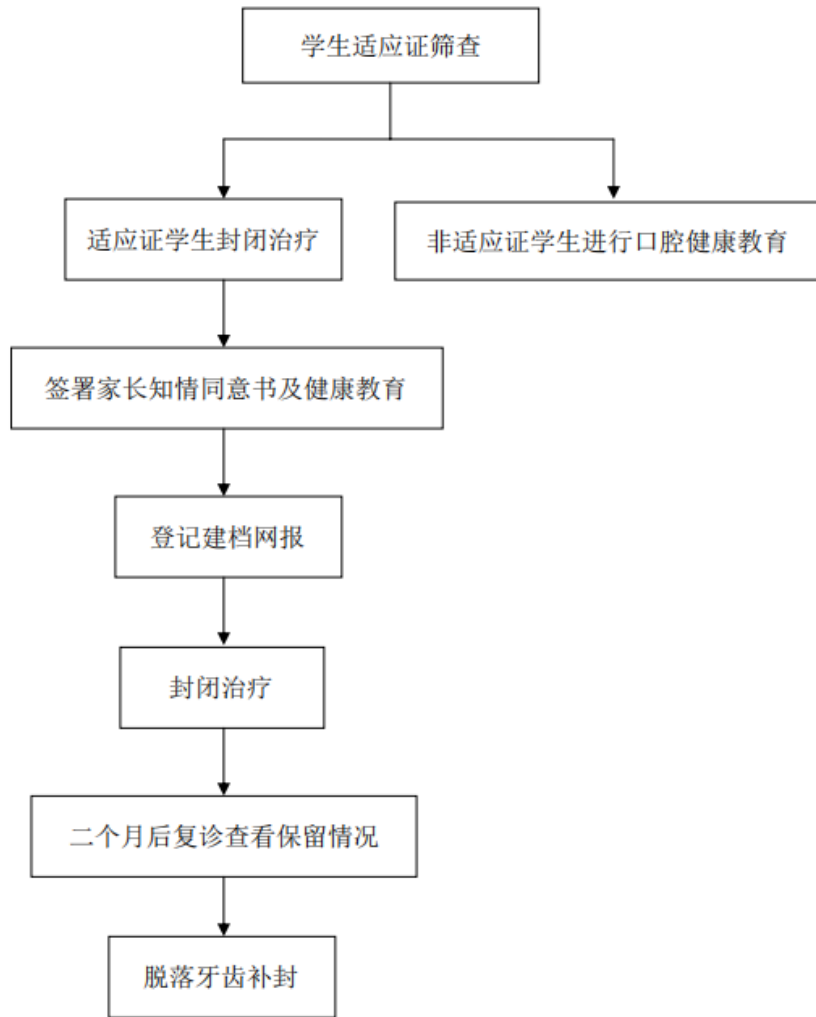 学生适应证筛查
适应证学生封闭治疗
非适应证学生进行口腔健康教育
签署家长知情同意书及健康教育
登记建档网报
封闭治疗
二个月后复诊查看保留情况
脱落牙齿补封